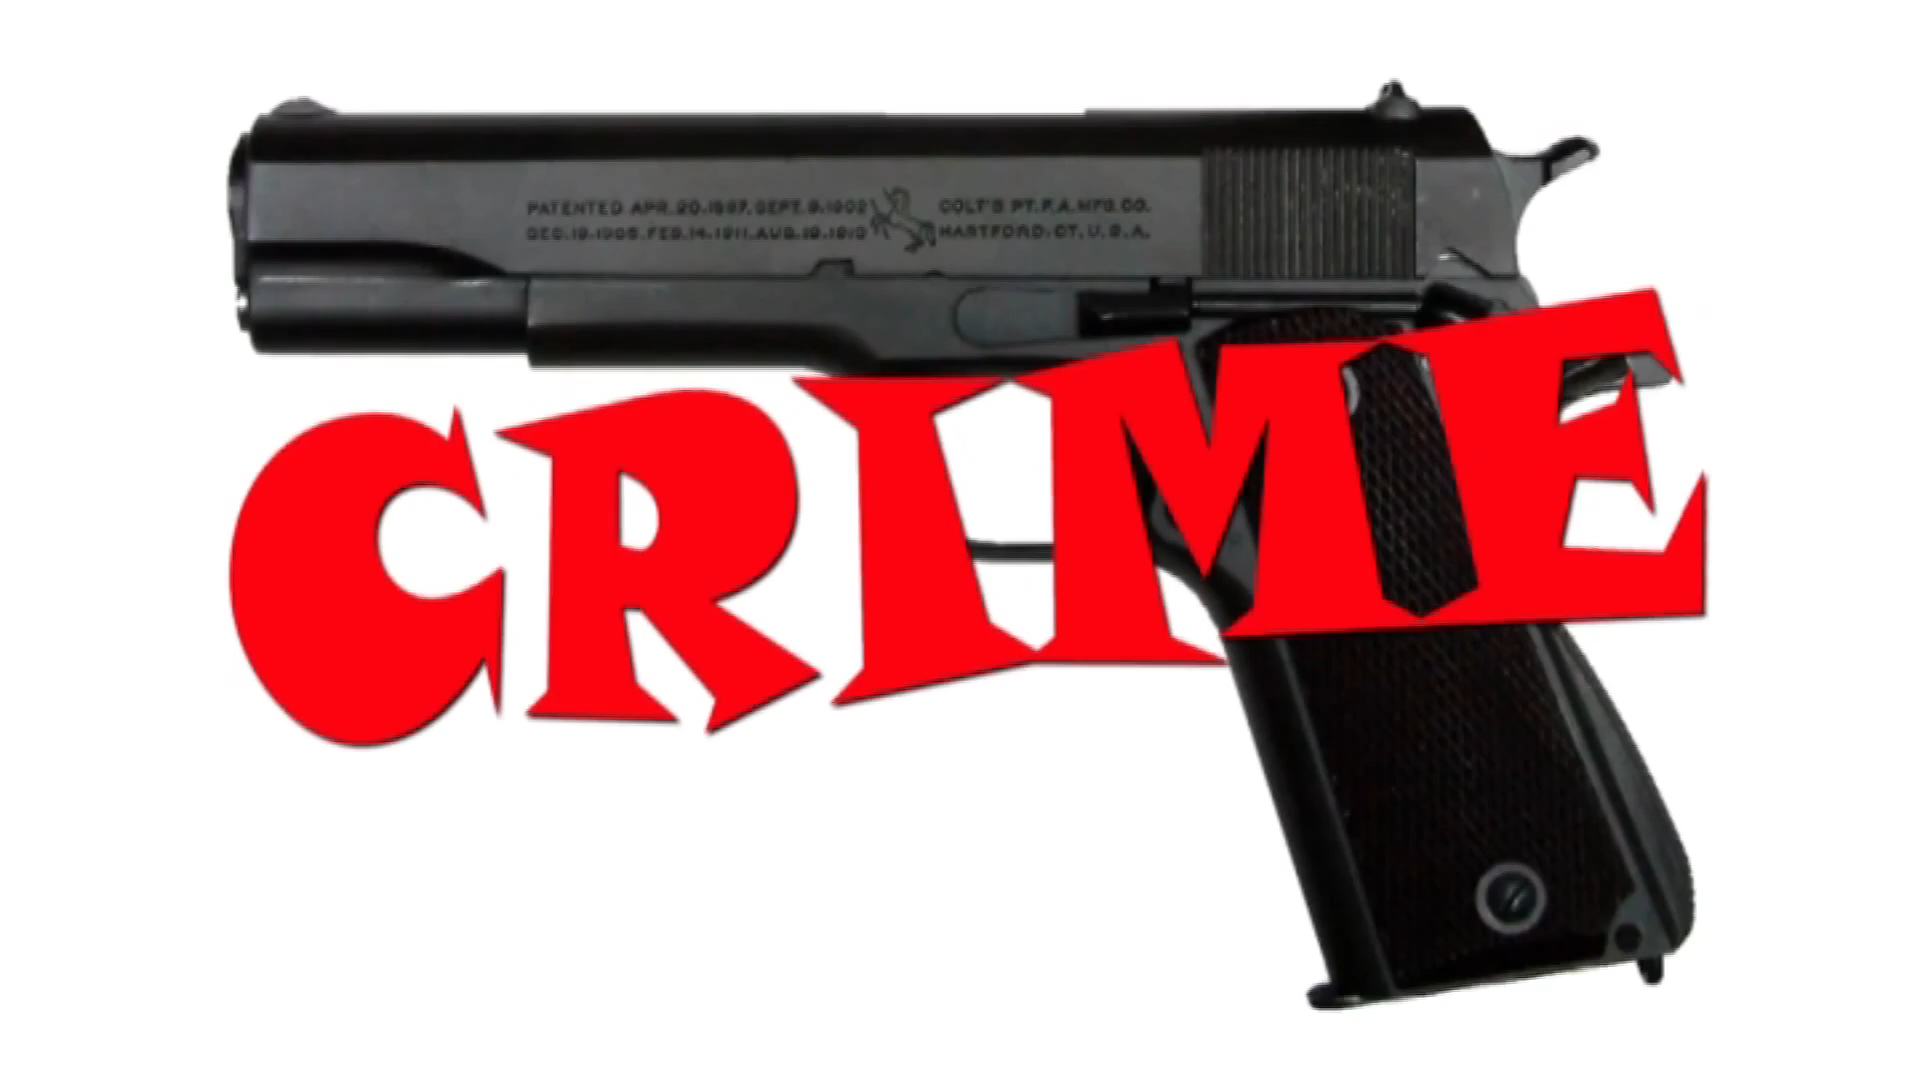 PATENTED APR.20.1897.SEPT.9.1902
DEC.19.1905.FEB.14.1911.AUG.19.1913
COLT'S PT.F.A.MFG.CO.
HARTFORD.CT.U.S.A.
CRIME